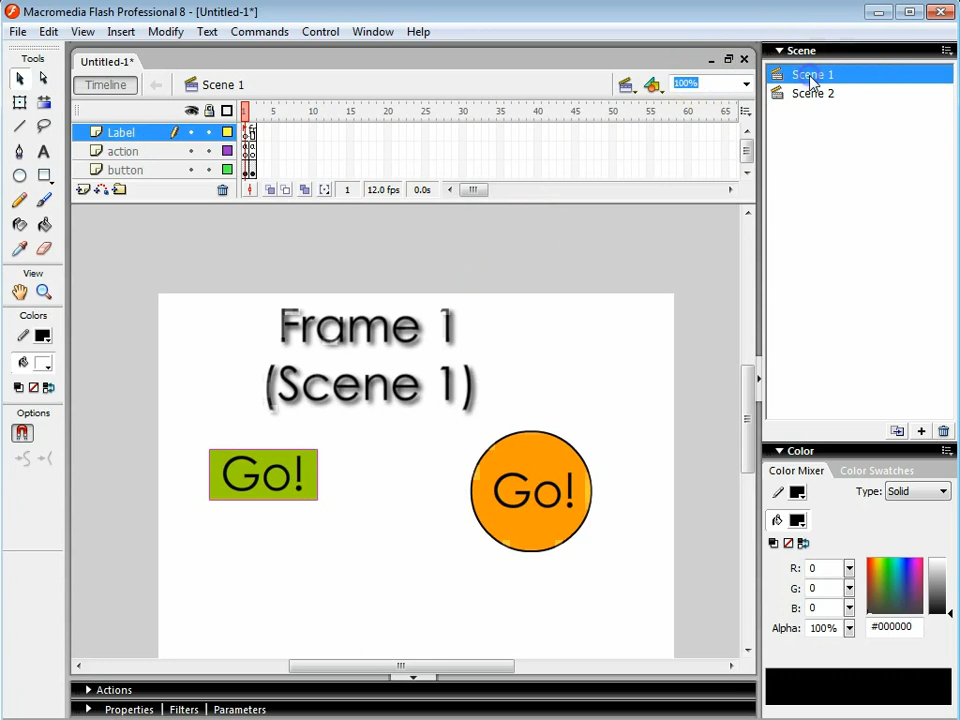 Macromedia Flash Professional 8 - [Untitled-1*]
File Edit View Insert Modify Text Commands Control Window Help
Tools
View
Colors
Options
Untitled-1*
Timeline
Scene 1
100%
1 5 10 15 20 25 30 35 40 45 50 55 60 65
Label
action
button
1 12.0 fps 0.0s
Frame 1
(Scene 1)
Go!
Go!
Actions
Properties Filters Parameters
Scene
Scene 1
Scene 2
Color
Color Mixer Color Swatches
Type: Solid
R: 0
G: 0
B: 0
Alpha: 100% #000000